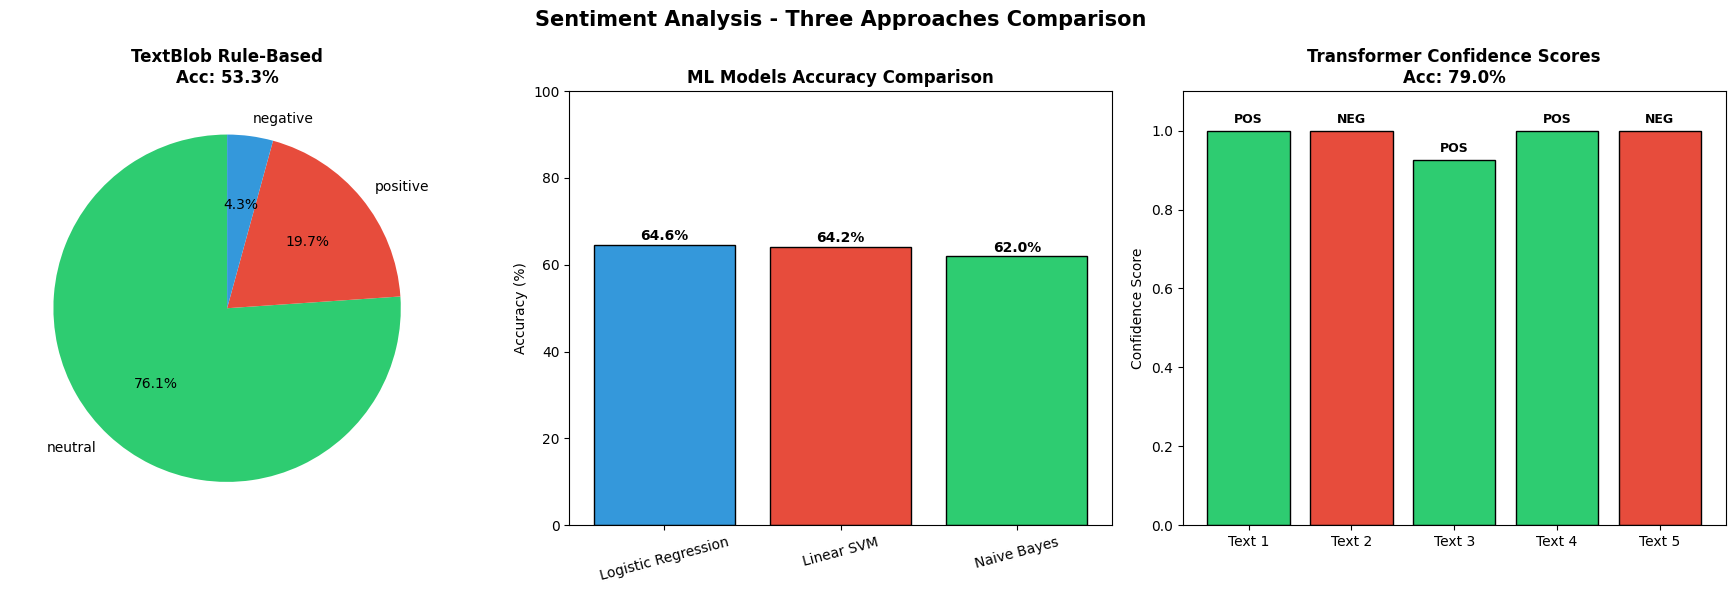 Sentiment Analysis - Three Approaches Comparison
TextBlob Rule-Based
Acc: 53.3%
negative
positive
4.3%
19.7%
76.1%
neutral
ML Models Accuracy Comparison
Accuracy (%)
100
80
60
40
20
0
64.6%
64.2%
62.0%
Logistic Regression
Linear SVM
Naive Bayes
Transformer Confidence Scores
Acc: 79.0%
Confidence Score
1.0
0.8
0.6
0.4
0.2
0.0
POS
NEG
POS
POS
NEG
Text 1
Text 2
Text 3
Text 4
Text 5